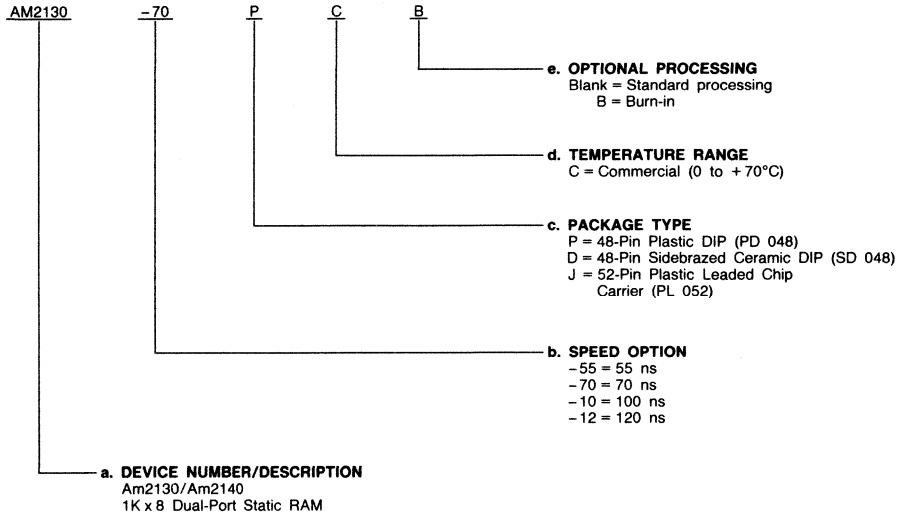 AM2130 -70 P C B
e. OPTIONAL PROCESSING
Blank = Standard processing
B = Burn-in
d. TEMPERATURE RANGE
C = Commercial (0 to +70°C)
c. PACKAGE TYPE
P = 48-Pin Plastic DIP (PD 048)
D = 48-Pin Sidebrazed Ceramic DIP (SD 048)
J = 52-Pin Plastic Leaded Chip
Carrier (PL 052)
b. SPEED OPTION
-55 = 55 ns
-70 = 70 ns
-10 = 100 ns
-12 = 120 ns
a. DEVICE NUMBER/DESCRIPTION
Am2130/Am2140
1K x 8 Dual-Port Static RAM